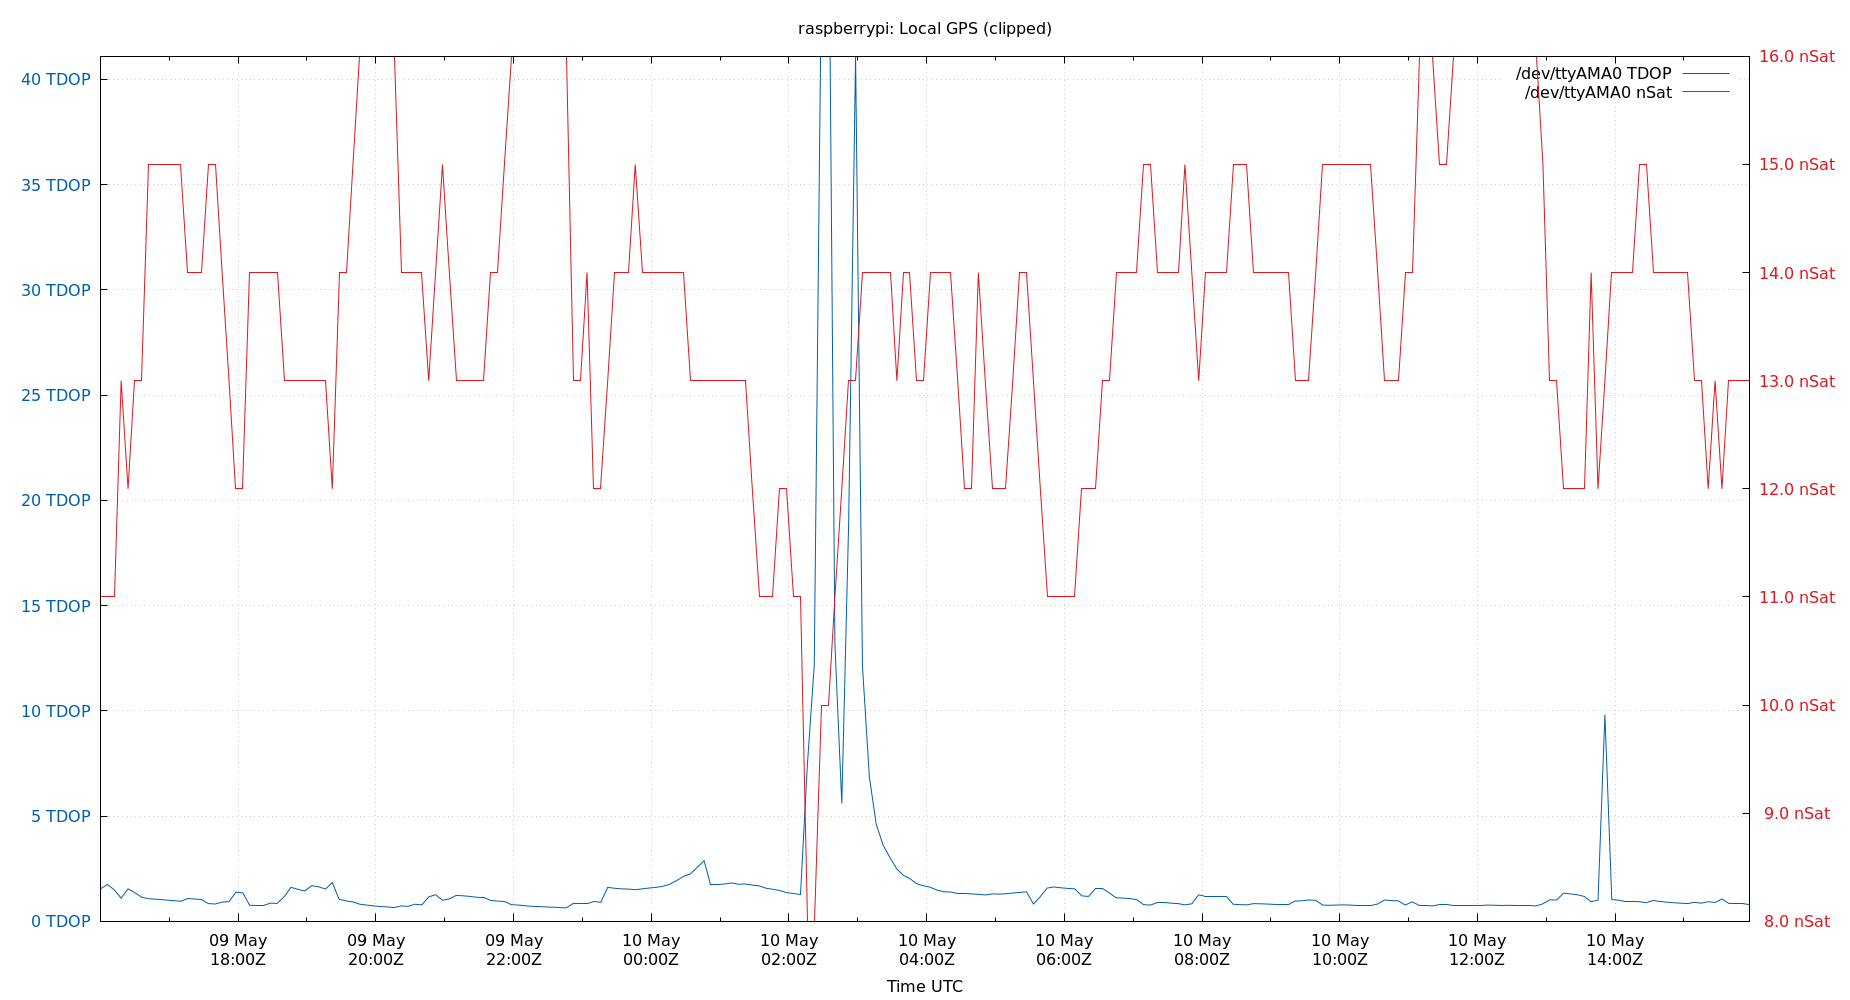 raspberrypi: Local GPS (clipped)
/dev/ttyAMA0 TDOP
/dev/ttyAMA0 nSat
40 TDOP
35 TDOP
30 TDOP
25 TDOP
20 TDOP
15 TDOP
10 TDOP
5 TDOP
0 TDOP
16.0 nSat
15.0 nSat
14.0 nSat
13.0 nSat
12.0 nSat
11.0 nSat
10.0 nSat
9.0 nSat
8.0 nSat
09 May
18:00Z
09 May
20:00Z
09 May
22:00Z
10 May
00:00Z
10 May
02:00Z
10 May
04:00Z
10 May
06:00Z
10 May
08:00Z
10 May
10:00Z
10 May
12:00Z
10 May
14:00Z
Time UTC